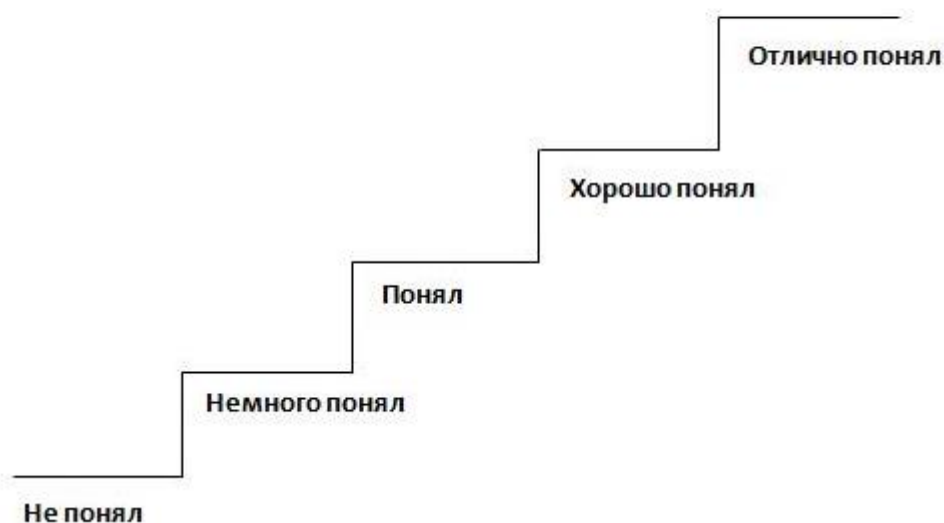 Отлично понял
Хорошо понял
Понял
Немного понял
Не понял